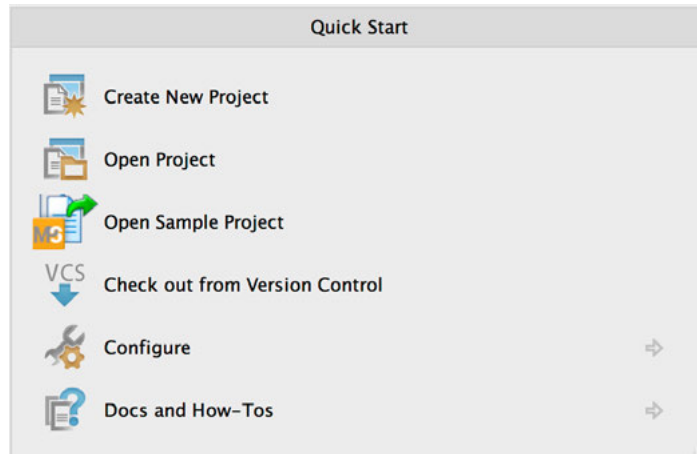 Quick Start
Create New Project
Open Project
Open Sample Project
VCS
Check out from Version Control
Configure
Docs and How-Tos